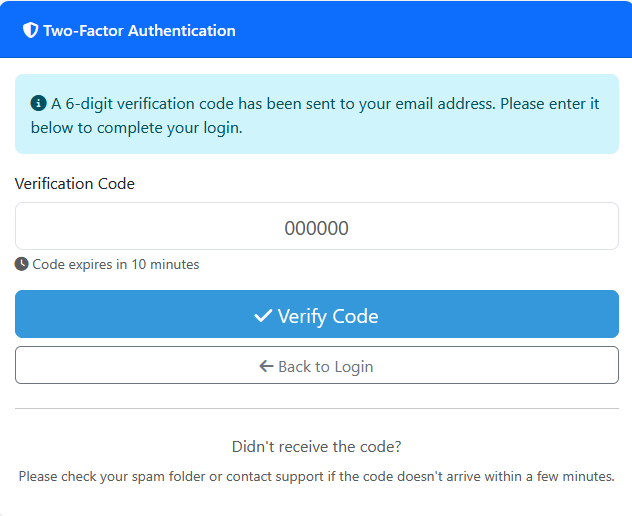 Two-Factor Authentication
A 6-digit verification code has been sent to your email address. Please enter it
below to complete your login.
Verification Code
000000
Code expires in 10 minutes
Verify Code
Back to Login
Didn't receive the code?
Please check your spam folder or contact support if the code doesn't arrive within a few minutes.